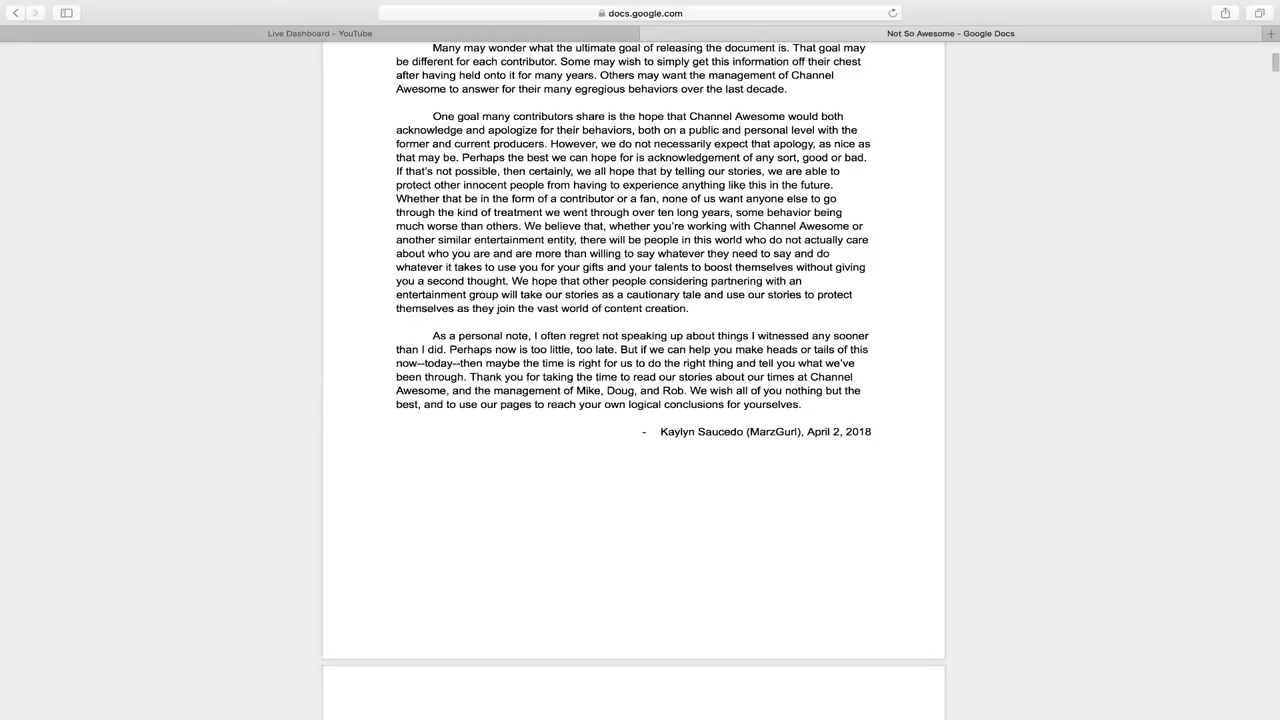 docs.google.com
Live Dashboard – YouTube
Not So Awesome – Google Docs
Many may wonder what the ultimate goal of releasing the document is. That goal may
be different for each contributor. Some may wish to simply get this information off their chest
after having held onto it for many years. Others may want the management of Channel
Awesome to answer for their many egregious behaviors over the last decade.
One goal many contributors share is the hope that Channel Awesome would both
acknowledge and apologize for their behaviors, both on a public and personal level with the
former and current producers. However, we do not necessarily expect that apology, as nice as
that may be. Perhaps the best we can hope for is acknowledgement of any sort, good or bad.
If that's not possible, then certainly, we all hope that by telling our stories, we are able to
protect other innocent people from having to experience anything like this in the future.
Whether that be in the form of a contributor or a fan, none of us want anyone else to go
through the kind of treatment we went through over ten long years, some behavior being
much worse than others. We believe that, whether you're working with Channel Awesome or
another similar entertainment entity, there will be people in this world who do not actually care
about who you are and are more than willing to say whatever they need to say and do
whatever it takes to use you for your gifts and your talents to boost themselves without giving
you a second thought. We hope that other people considering partnering with an
entertainment group will take our stories as a cautionary tale and use our stories to protect
themselves as they join the vast world of content creation.
As a personal note, I often regret not speaking up about things I witnessed any sooner
than I did. Perhaps now is too little, too late. But if we can help you make heads or tails of this
now--today--then maybe the time is right for us to do the right thing and tell you what we've
been through. Thank you for taking the time to read our stories about our times at Channel
Awesome, and the management of Mike, Doug, and Rob. We wish all of you nothing but the
best, and to use our pages to reach your own logical conclusions for yourselves.
- Kaylyn Saucedo (MarzGurl), April 2, 2018